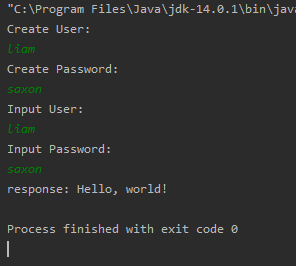 "C:\Program Files\Java\jdk-14.0.1\bin\java
Create User:
liam
Create Password:
saxon
Input User:
liam
Input Password:
saxon
response: Hello, world!
Process finished with exit code 0